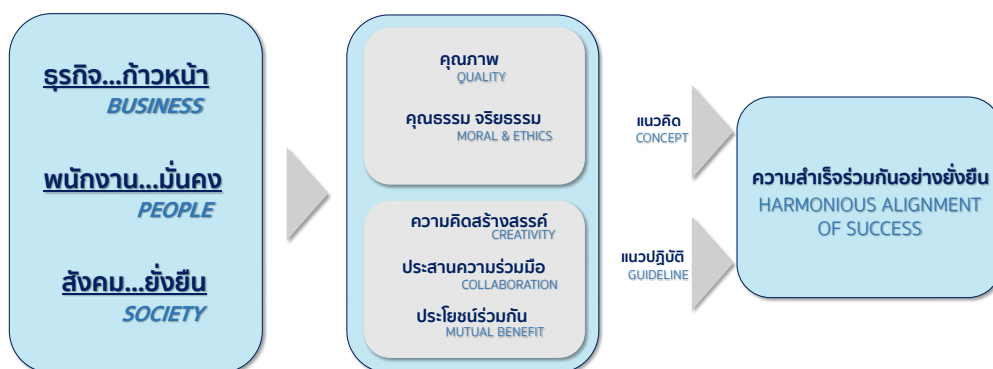 ธุรกิจ...ก้าวหน้า
BUSINESS
พนักงาน...มั่นคง
PEOPLE
สังคม...ยั่งยืน
SOCIETY
คุณภาพ
QUALITY
คุณธรรม จริยธรรม
MORAL & ETHICS
ความคิดสร้างสรรค์
CREATIVITY
ประสานความร่วมมือ
COLLABORATION
ประโยชน์ร่วมกัน
MUTUAL BENEFIT
แนวคิด
CONCEPT
แนวปฏิบัติ
GUIDELINE
ความสำเร็จร่วมกันอย่างยั่งยืน
HARMONIOUS ALIGNMENT
OF SUCCESS